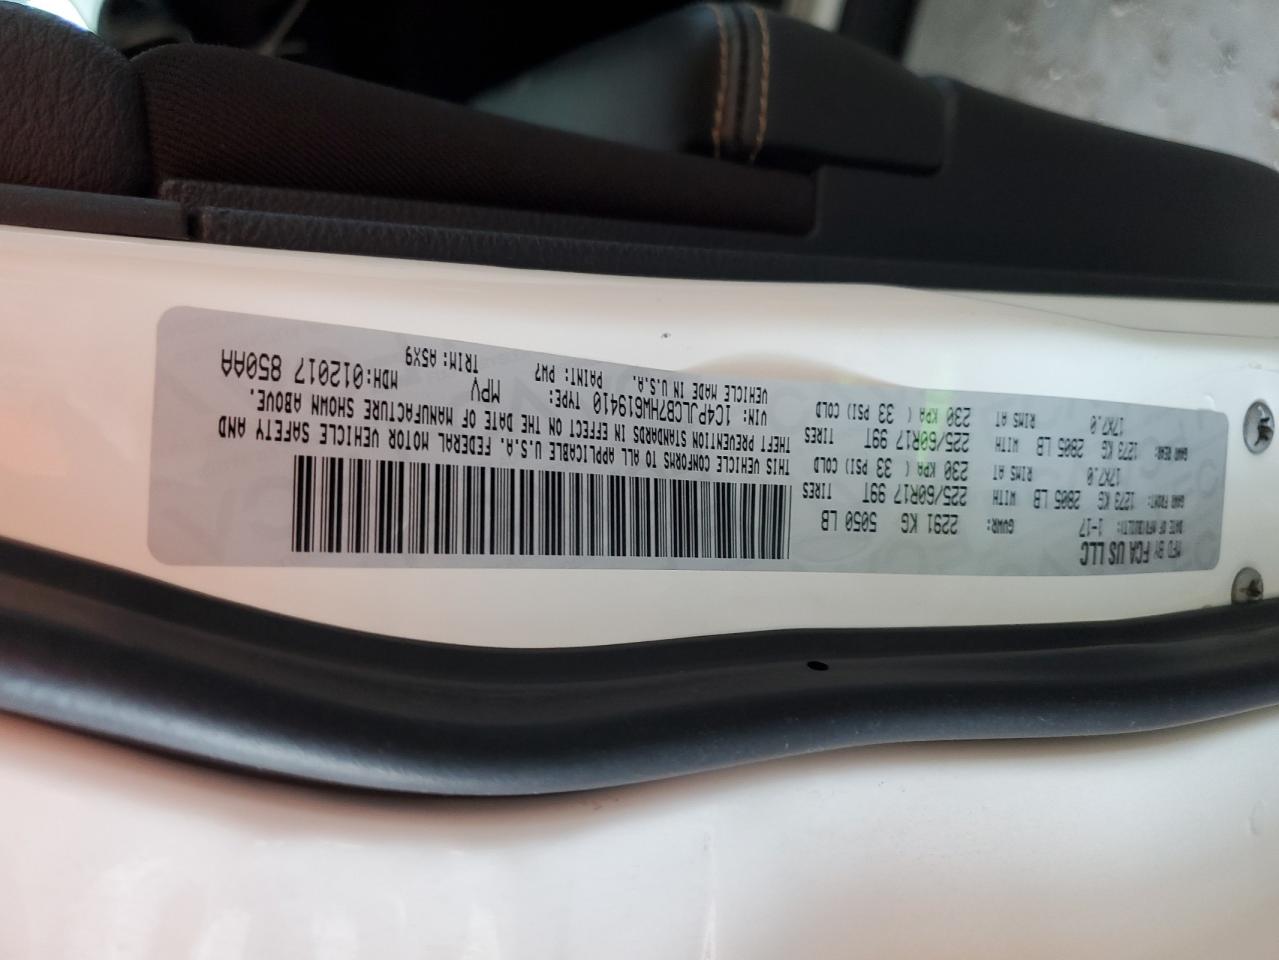 MFD BY FCA US LLC
DATE OF MFR(BUILT): 1-17 GVWR: 2291 KG 5050 LB
GAWR FRONT: 1273 KG 2805 LB WITH 225/60R17 99T TIRES
17X7.0 RIMS AT 230 KPA ( 33 PSI) COLD
GAWR REAR: 1273 KG 2805 LB WITH 225/60R17 99T TIRES
17X7.0 RIMS AT 230 KPA ( 33 PSI) COLD
THIS VEHICLE CONFORMS TO ALL APPLICABLE U.S.A. FEDERAL MOTOR VEHICLE SAFETY AND
THEFT PREVENTION STANDARDS IN EFFECT ON THE DATE OF MANUFACTURE SHOWN ABOVE.
VIN: 1C4PJLCB7HW619410 TYPE: MPV MDH:012017 850AA
VEHICLE MADE IN U.S.A. PAINT: PW7 TRIM: A5X9